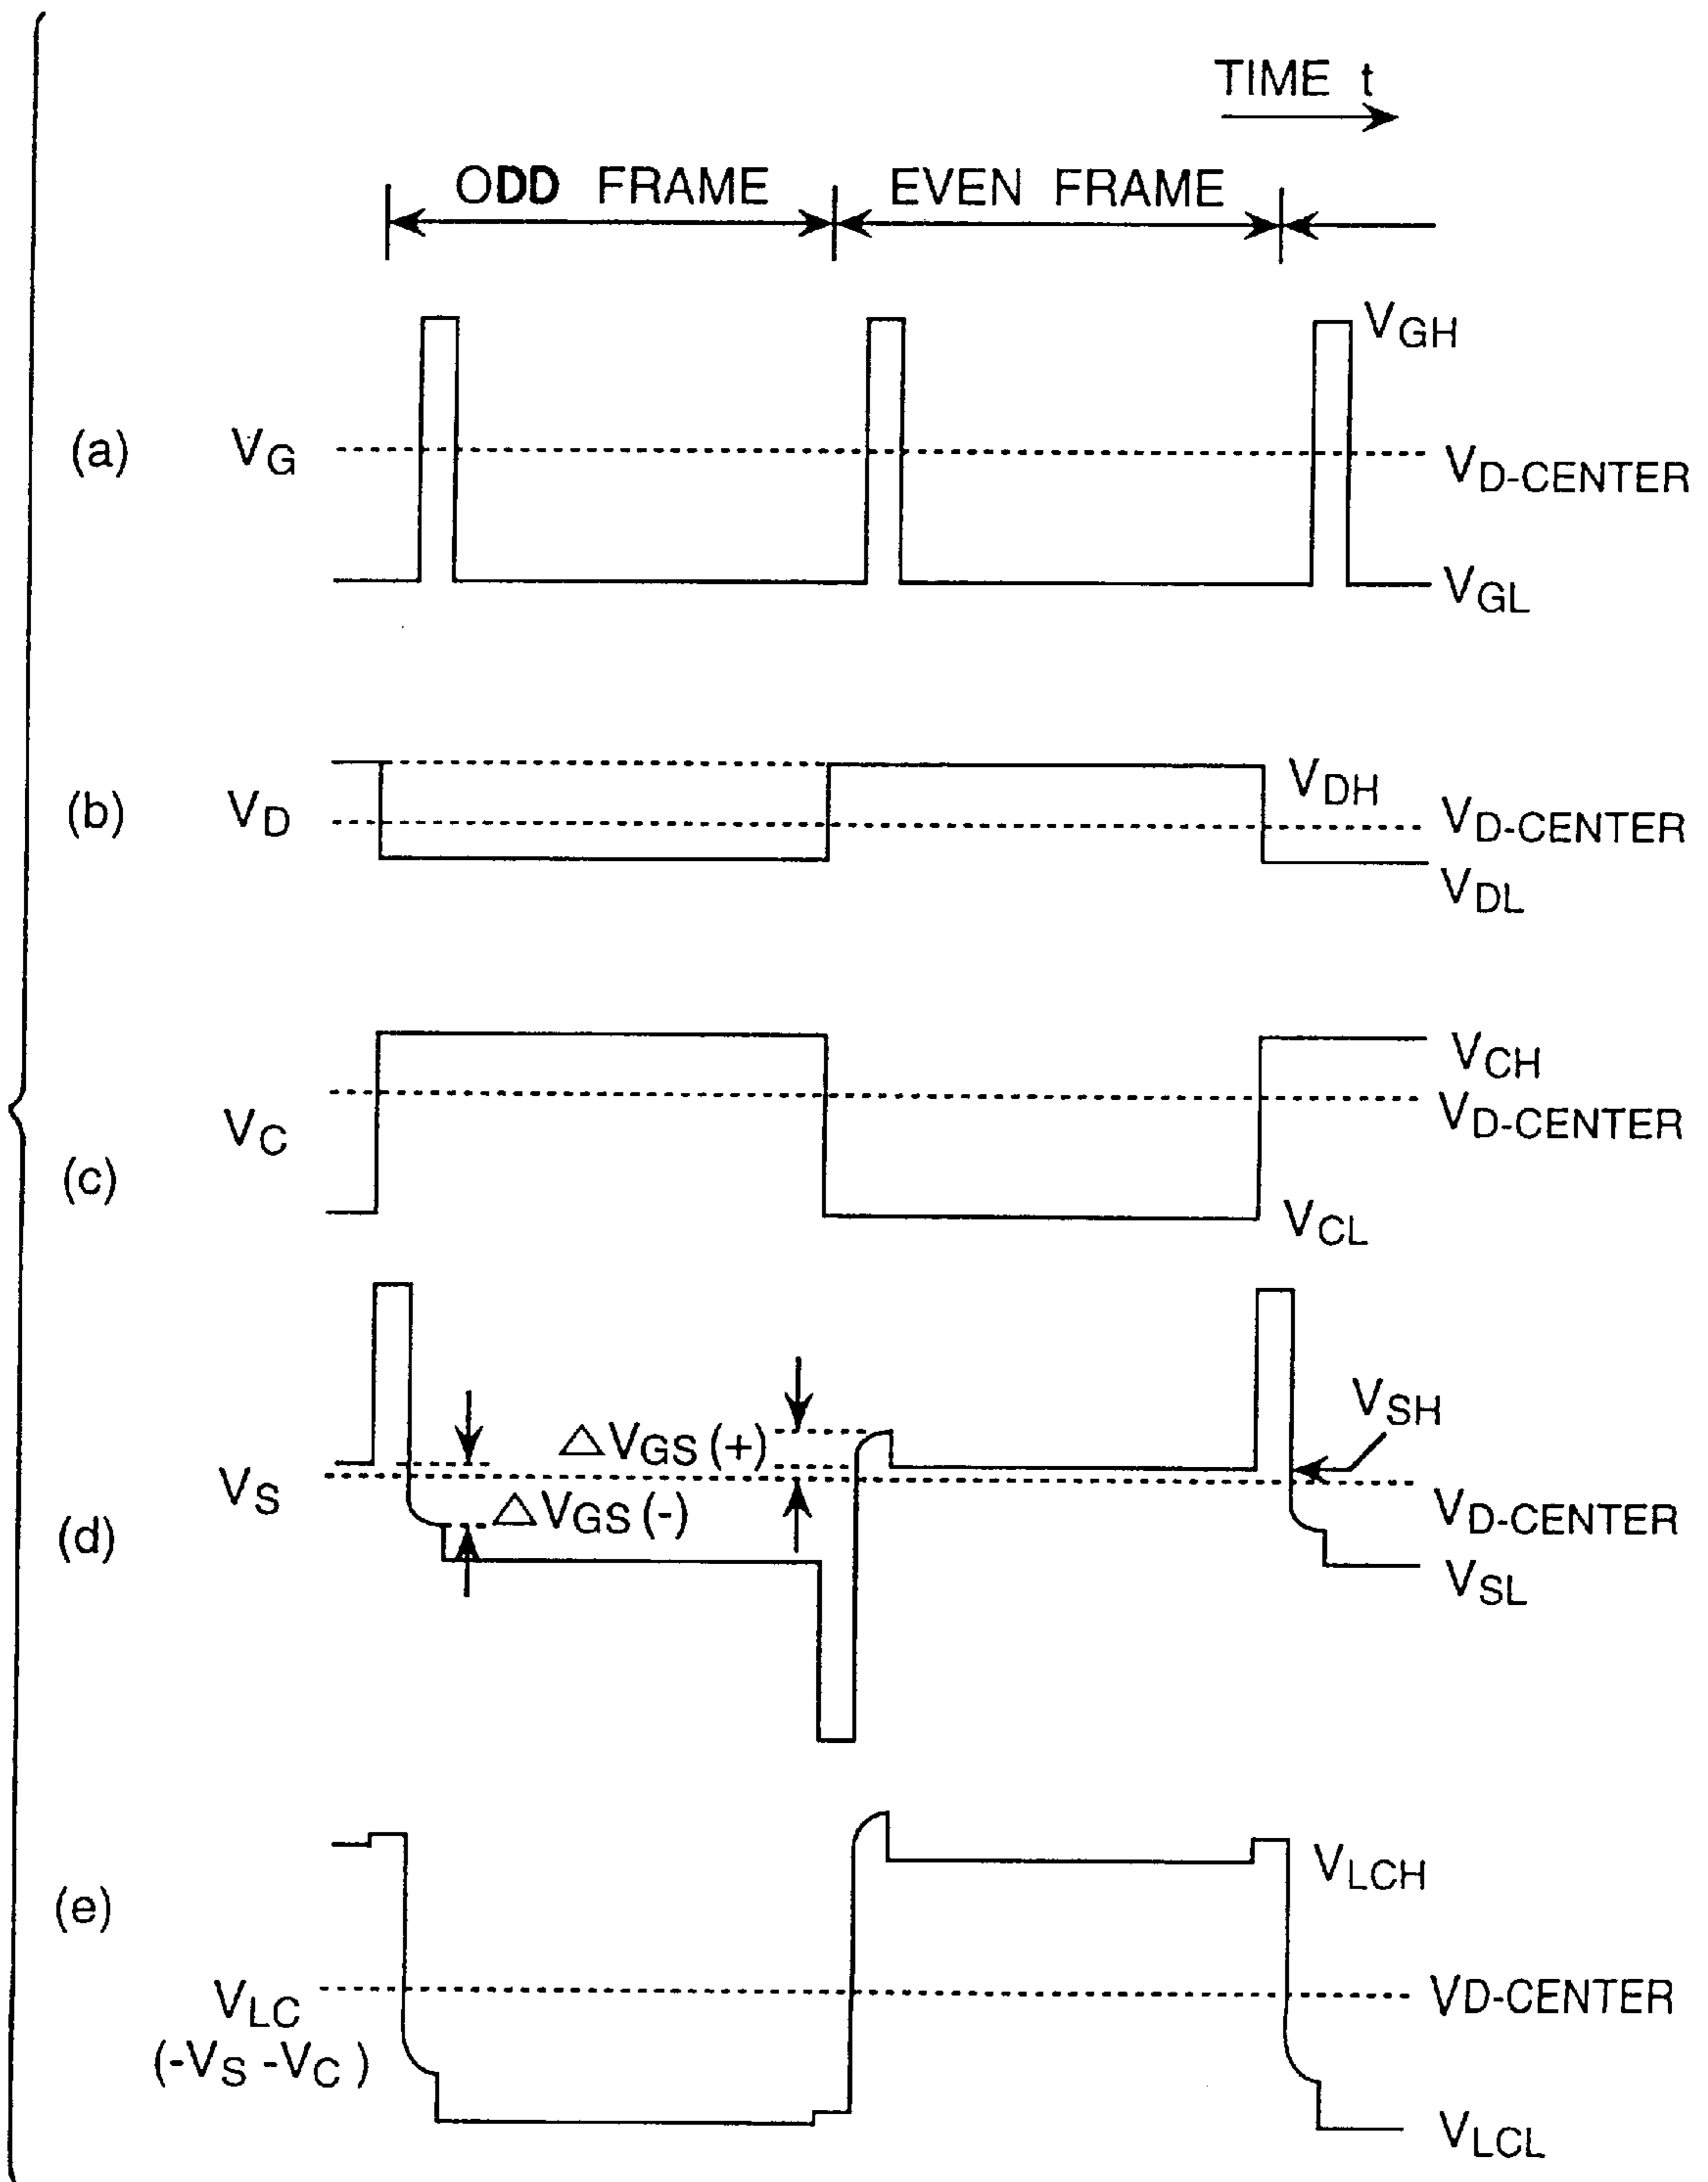 TIME t
ODD FRAME EVEN FRAME
VGH
(a) VG VD-CENTER
VGL
VDH
(b) VD VD-CENTER
VDL
VCH
VC VD-CENTER
(c)
VCL
VSH
△VGS (+)
VS
△VGS (-) VD-CENTER
(d)
VSL
VLCH
(e)
VLC VD-CENTER
(-VS -VC )
VLCL